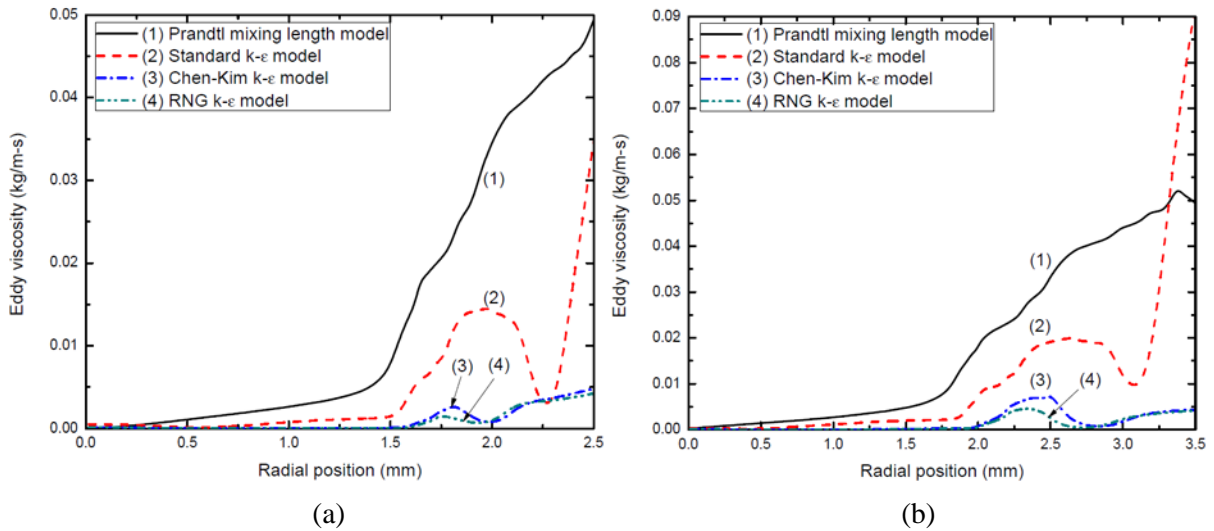 0.05
0.04
0.03
0.02
0.01
0.00
Eddy viscosity (kg/m-s)
(1) Prandtl mixing length model
(2) Standard k-ε model
(3) Chen-Kim k-ε model
(4) RNG k-ε model
(1)
(2)
(3)
(4)
0.0 0.5 1.0 1.5 2.0 2.5
Radial position (mm)
(a)
0.09
0.08
0.07
0.06
0.05
0.04
0.03
0.02
0.01
0.00
Eddy viscosity (kg/m-s)
(1) Prandtl mixing length model
(2) Standard k-ε model
(3) Chen-Kim k-ε model
(4) RNG k-ε model
(1)
(2)
(3)
(4)
0.0 0.5 1.0 1.5 2.0 2.5 3.0 3.5
Radial position (mm)
(b)